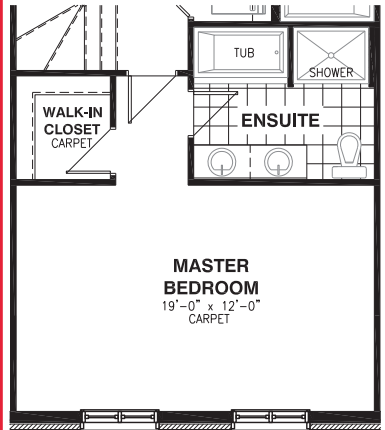 TUB
SHOWER
WALK-IN
CLOSET
CARPET
ENSUITE
MASTER
BEDROOM
19'-0" x 12'-0"
CARPET